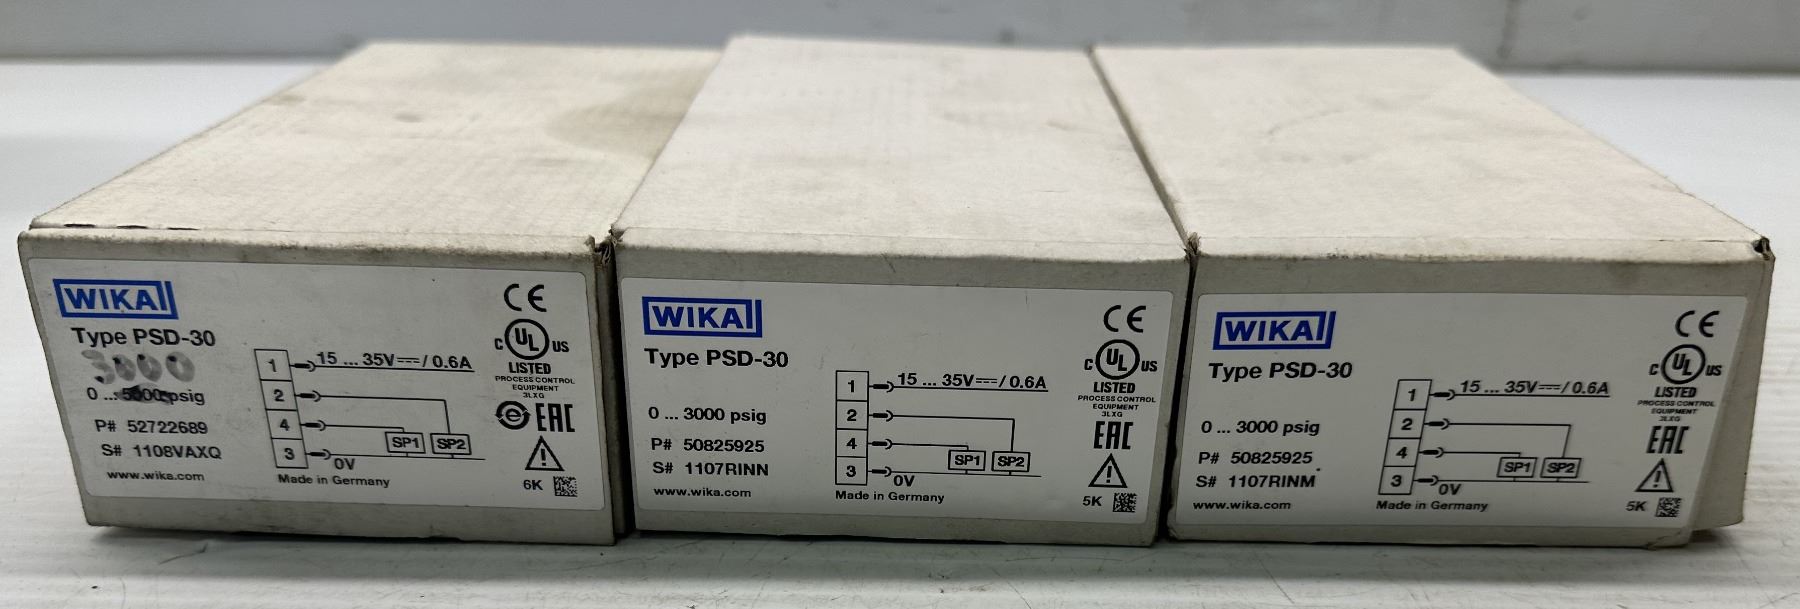 WIKA
Type PSD-30
3000
0 ... 5000 psig
P# 52722689
S# 1108VAXQ
www.wika.com
1
2
4
3
15 ... 35V / 0.6A
SP1 SP2
0V
Made in Germany
CE
C UL US
LISTED
PROCESS CONTROL
EQUIPMENT
3LXG
EAC
6K
WIKA
Type PSD-30
0 ... 3000 psig
P# 50825925
S# 1107RINN
www.wika.com
1
2
4
3
15 ... 35V / 0.6A
SP1 SP2
0V
Made in Germany
CE
C UL US
LISTED
PROCESS CONTROL
EQUIPMENT
3LXG
EAC
5K
WIKA
Type PSD-30
0 ... 3000 psig
P# 50825925
S# 1107RINM
www.wika.com
1
2
4
3
15 ... 35V / 0.6A
SP1 SP2
0V
Made in Germany
CE
C UL US
LISTED
PROCESS CONTROL
EQUIPMENT
3LXG
EAC
5K